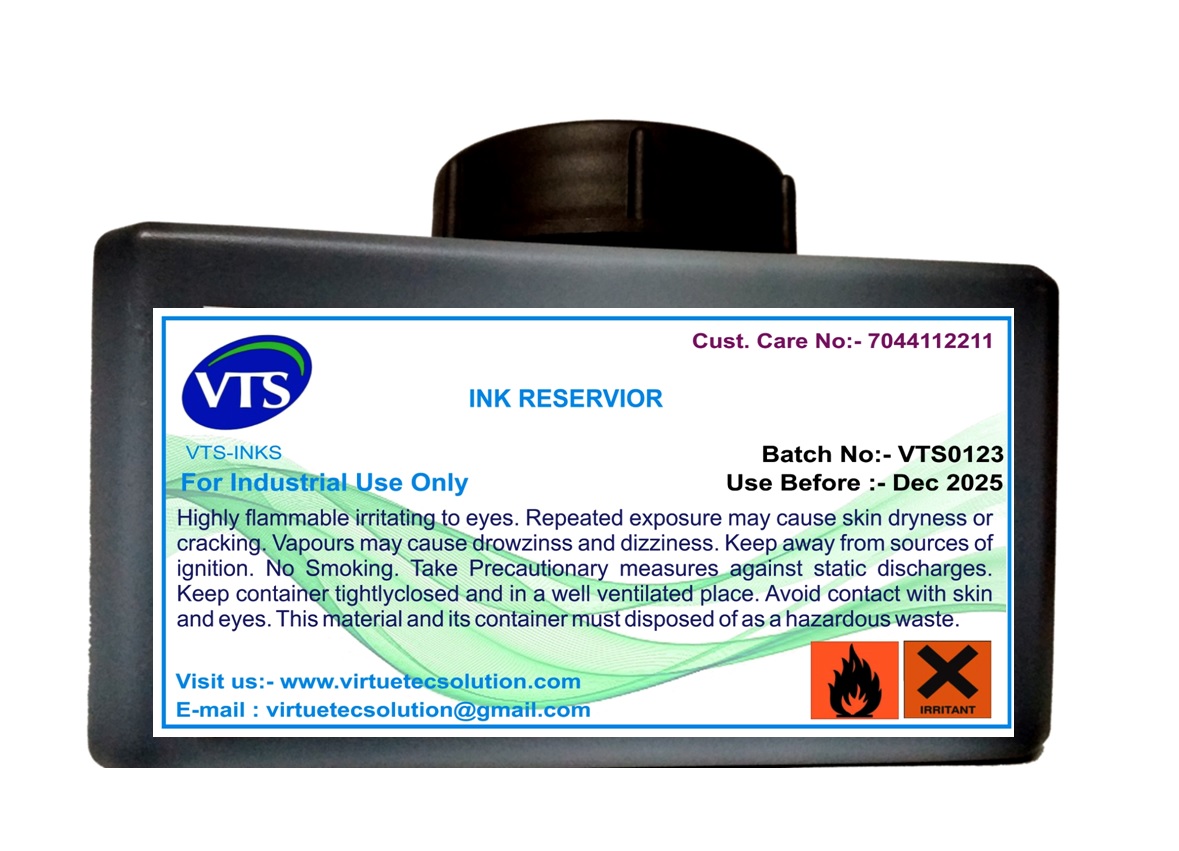 Cust. Care No:- 7044112211
VTS
INK RESERVIOR
VTS-INKS
Batch No:- VTS0123
For Industrial Use Only
Use Before :- Dec 2025
Highly flammable irritating to eyes. Repeated exposure may cause skin dryness or
cracking. Vapours may cause drowzinss and dizziness. Keep away from sources of
ignition. No Smoking. Take Precautionary measures against static discharges.
Keep container tightlyclosed and in a well ventilated place. Avoid contact with skin
and eyes. This material and its container must disposed of as a hazardous waste.
Visit us:- www.virtuetecsolution.com
E-mail : virtuetecsolution@gmail.com
IRRITANT